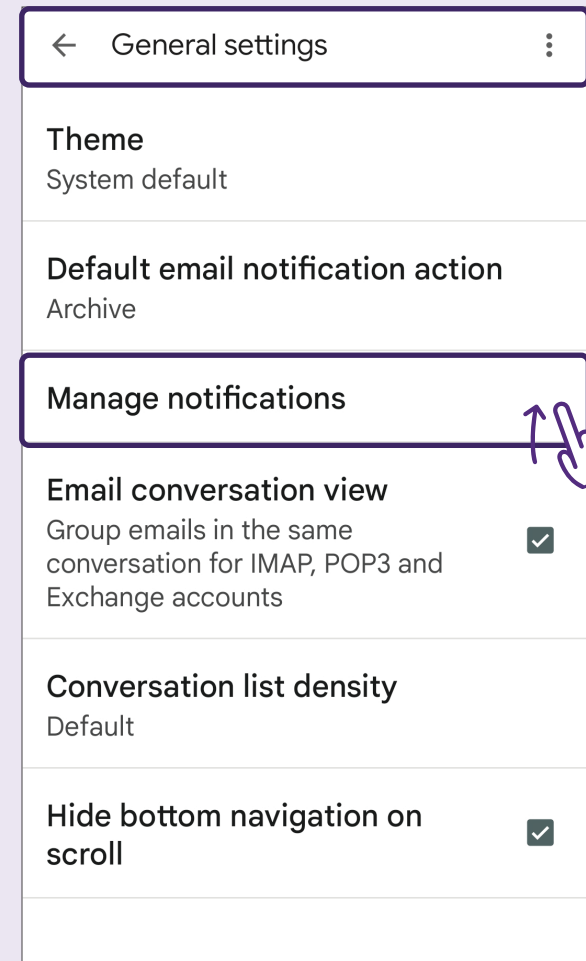 General settings
Theme
System default
Default email notification action
Archive
Manage notifications
Email conversation view
Group emails in the same
conversation for IMAP, POP3 and
Exchange accounts
Conversation list density
Default
Hide bottom navigation on
scroll